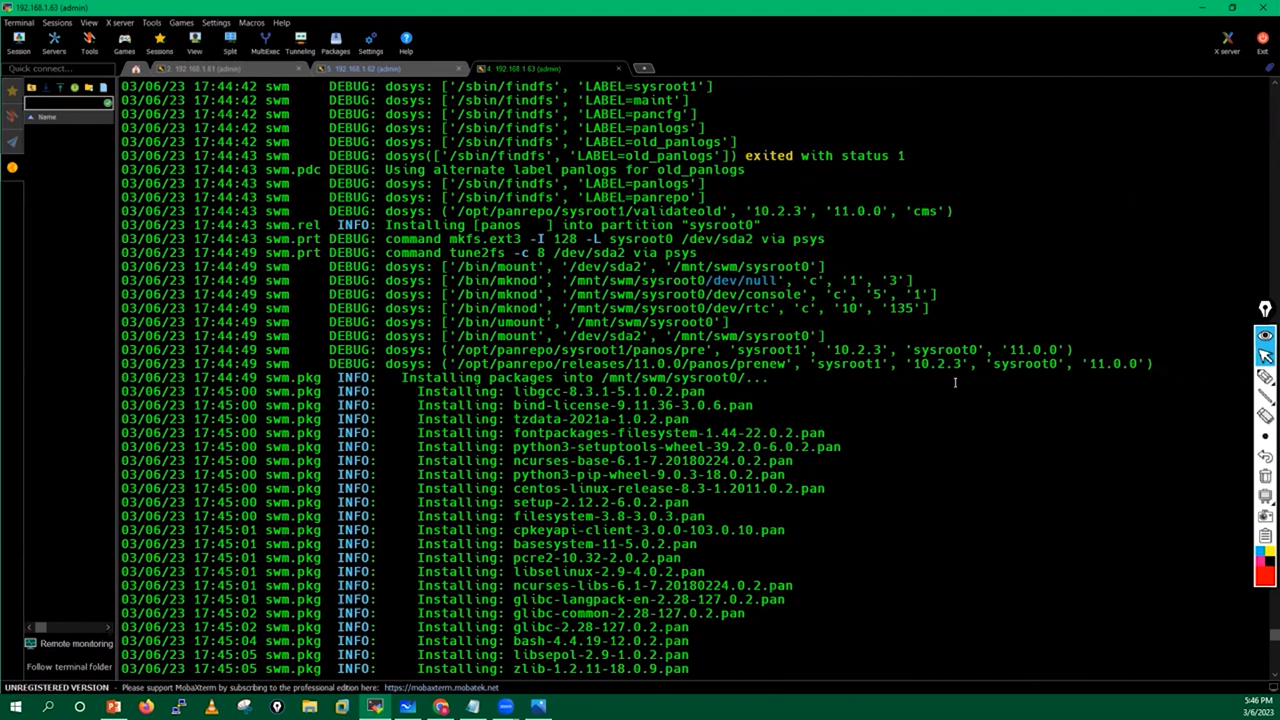 192.168.1.63 (admin)
Terminal Sessions View X server Tools Games Settings Macros Help
Session Servers Tools Games Sessions View Split MultiExec Tunneling Packages Settings Help X server Exit
Quick connect... 2. 192.168.1.61 (admin) 5. 192.168.1.62 (admin) 4. 192.168.1.63 (admin)
Name
03/06/23 17:44:42 swm DEBUG: dosys: ['/sbin/findfs', 'LABEL=sysroot1']
03/06/23 17:44:42 swm DEBUG: dosys: ['/sbin/findfs', 'LABEL=maint']
03/06/23 17:44:42 swm DEBUG: dosys: ['/sbin/findfs', 'LABEL=pancfg']
03/06/23 17:44:42 swm DEBUG: dosys: ['/sbin/findfs', 'LABEL=panlogs']
03/06/23 17:44:42 swm DEBUG: dosys: ['/sbin/findfs', 'LABEL=old_panlogs']
03/06/23 17:44:43 swm DEBUG: dosys(['/sbin/findfs', 'LABEL=old_panlogs']) exited with status 1
03/06/23 17:44:43 swm.pdc DEBUG: Using alternate label panlogs for old_panlogs
03/06/23 17:44:43 swm DEBUG: dosys: ['/sbin/findfs', 'LABEL=panlogs']
03/06/23 17:44:43 swm DEBUG: dosys: ['/sbin/findfs', 'LABEL=panrepo']
03/06/23 17:44:43 swm DEBUG: dosys: ('/opt/panrepo/sysroot1/validateold', '10.2.3', '11.0.0', 'cms')
03/06/23 17:44:43 swm.rel INFO: Installing [panos ] into partition "sysroot0"
03/06/23 17:44:43 swm.prt DEBUG: command mkfs.ext3 -I 128 -L sysroot0 /dev/sda2 via psys
03/06/23 17:44:49 swm.prt DEBUG: command tune2fs -c 8 /dev/sda2 via psys
03/06/23 17:44:49 swm DEBUG: dosys: ['/bin/mount', '/dev/sda2', '/mnt/swm/sysroot0']
03/06/23 17:44:49 swm DEBUG: dosys: ['/bin/mknod', '/mnt/swm/sysroot0/dev/null', 'c', '1', '3']
03/06/23 17:44:49 swm DEBUG: dosys: ['/bin/mknod', '/mnt/swm/sysroot0/dev/console', 'c', '5', '1']
03/06/23 17:44:49 swm DEBUG: dosys: ['/bin/mknod', '/mnt/swm/sysroot0/dev/rtc', 'c', '10', '135']
03/06/23 17:44:49 swm DEBUG: dosys: ['/bin/umount', '/mnt/swm/sysroot0']
03/06/23 17:44:49 swm DEBUG: dosys: ['/bin/mount', '/dev/sda2', '/mnt/swm/sysroot0']
03/06/23 17:44:49 swm DEBUG: dosys: ('/opt/panrepo/sysroot1/panos/pre', 'sysroot1', '10.2.3', 'sysroot0', '11.0.0')
03/06/23 17:44:49 swm DEBUG: dosys: ('/opt/panrepo/releases/11.0.0/panos/prenew', 'sysroot1', '10.2.3', 'sysroot0', '11.0.0')
03/06/23 17:44:49 swm.pkg INFO: Installing packages into /mnt/swm/sysroot0/...
03/06/23 17:45:00 swm.pkg INFO: Installing: libgcc-8.3.1-5.1.0.2.pan
03/06/23 17:45:00 swm.pkg INFO: Installing: bind-license-9.11.36-3.0.6.pan
03/06/23 17:45:00 swm.pkg INFO: Installing: tzdata-2021a-1.0.2.pan
03/06/23 17:45:00 swm.pkg INFO: Installing: fontpackages-filesystem-1.44-22.0.2.pan
03/06/23 17:45:00 swm.pkg INFO: Installing: python3-setuptools-wheel-39.2.0-6.0.2.pan
03/06/23 17:45:00 swm.pkg INFO: Installing: ncurses-base-6.1-7.20180224.0.2.pan
03/06/23 17:45:00 swm.pkg INFO: Installing: python3-pip-wheel-9.0.3-18.0.2.pan
03/06/23 17:45:00 swm.pkg INFO: Installing: centos-linux-release-8.3-1.2011.0.2.pan
03/06/23 17:45:00 swm.pkg INFO: Installing: setup-2.12.2-6.0.2.pan
03/06/23 17:45:00 swm.pkg INFO: Installing: filesystem-3.8-3.0.3.pan
03/06/23 17:45:01 swm.pkg INFO: Installing: cpkeyapi-client-3.0.0-103.0.10.pan
03/06/23 17:45:01 swm.pkg INFO: Installing: basesystem-11-5.0.2.pan
03/06/23 17:45:01 swm.pkg INFO: Installing: pcre2-10.32-2.0.2.pan
03/06/23 17:45:01 swm.pkg INFO: Installing: libselinux-2.9-4.0.2.pan
03/06/23 17:45:01 swm.pkg INFO: Installing: ncurses-libs-6.1-7.20180224.0.2.pan
03/06/23 17:45:01 swm.pkg INFO: Installing: glibc-langpack-en-2.28-127.0.2.pan
03/06/23 17:45:02 swm.pkg INFO: Installing: glibc-common-2.28-127.0.2.pan
03/06/23 17:45:02 swm.pkg INFO: Installing: glibc-2.28-127.0.2.pan
03/06/23 17:45:04 swm.pkg INFO: Installing: bash-4.4.19-12.0.2.pan
03/06/23 17:45:05 swm.pkg INFO: Installing: libsepol-2.9-1.0.2.pan
03/06/23 17:45:05 swm.pkg INFO: Installing: zlib-1.2.11-18.0.9.pan
Remote monitoring
Follow terminal folder
UNREGISTERED VERSION - Please support MobaXterm by subscribing to the professional edition here: https://mobaxterm.mobatek.net
5:46 PM
3/6/2023